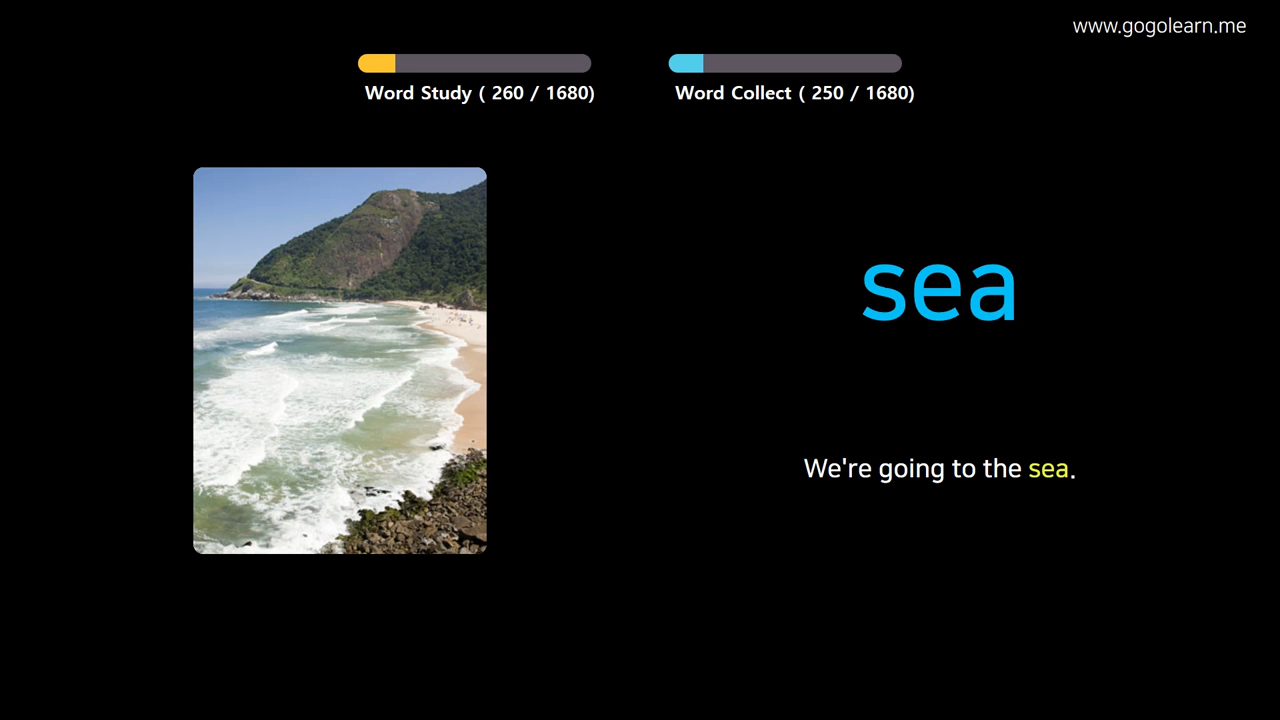 www.gogolearn.me
Word Study ( 260 / 1680)
Word Collect ( 250 / 1680)
sea
We're going to the sea.